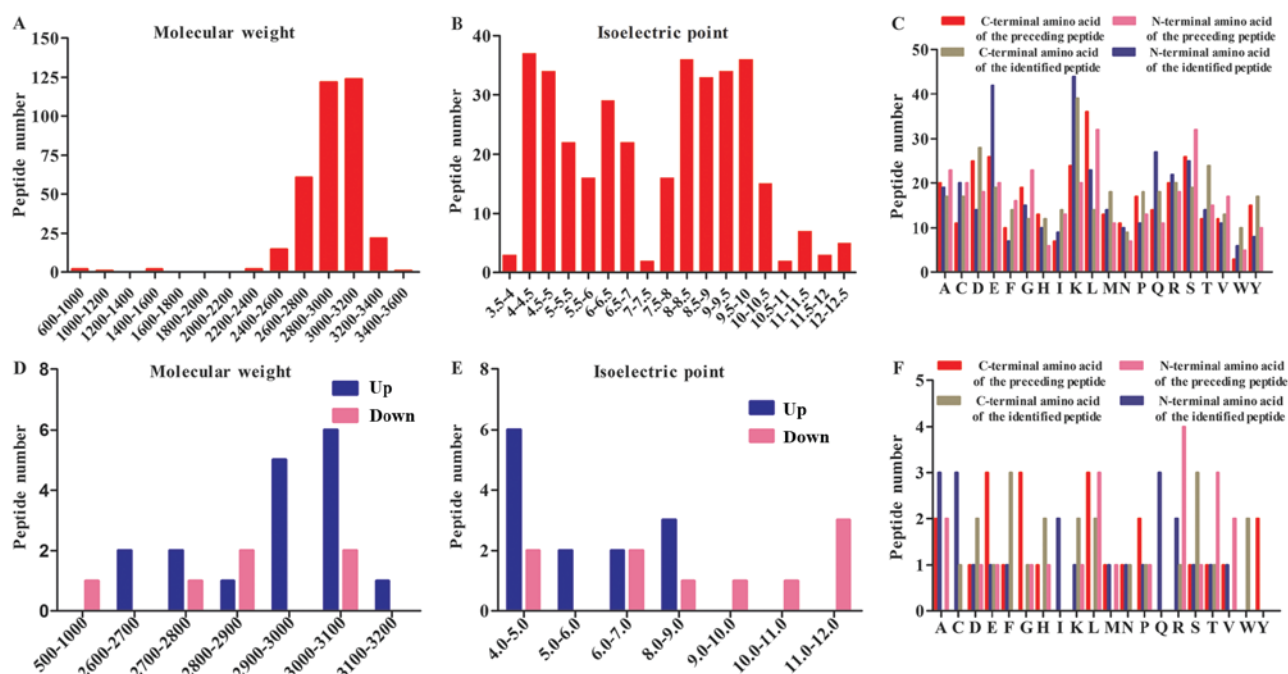 A
Molecular weight
Peptide number
150
125
100
75
50
25
0
600-1000
1000-1200
1200-1400
1400-1600
1600-1800
1800-2000
2000-2200
2200-2400
2400-2600
2600-2800
2800-3000
3000-3200
3200-3400
3400-3600
B
Isoelectric point
Peptide number
40
30
20
10
0
3.5-4
4-4.5
4.5-5
5-5.5
5.5-6
6-6.5
6.5-7
7-7.5
7.5-8
8-8.5
8.5-9
9-9.5
9.5-10
10-10.5
10.5-11
11-11.5
11.5-12
12-12.5
C
C-terminal amino acid
of the preceding peptide
N-terminal amino acid
of the preceding peptide
C-terminal amino acid
of the identified peptide
N-terminal amino acid
of the identified peptide
Peptide number
50
40
30
20
10
0
A C D E F G H I K L M N P Q R S T V W Y
D
Molecular weight
Up
Down
Peptide number
8
6
4
2
0
500-1000
2600-2700
2700-2800
2800-2900
2900-3000
3000-3100
3100-3200
E
Isoelectric point
Up
Down
Peptide number
8
6
4
2
0
4.0-5.0
5.0-6.0
6.0-7.0
8.0-9.0
9.0-10.0
10.0-11.0
11.0-12.0
F
C-terminal amino acid
of the preceding peptide
N-terminal amino acid
of the preceding peptide
C-terminal amino acid
of the identified peptide
N-terminal amino acid
of the identified peptide
Peptide number
5
4
3
2
1
0
A C D E F G H I K L M N P Q R S T V W Y